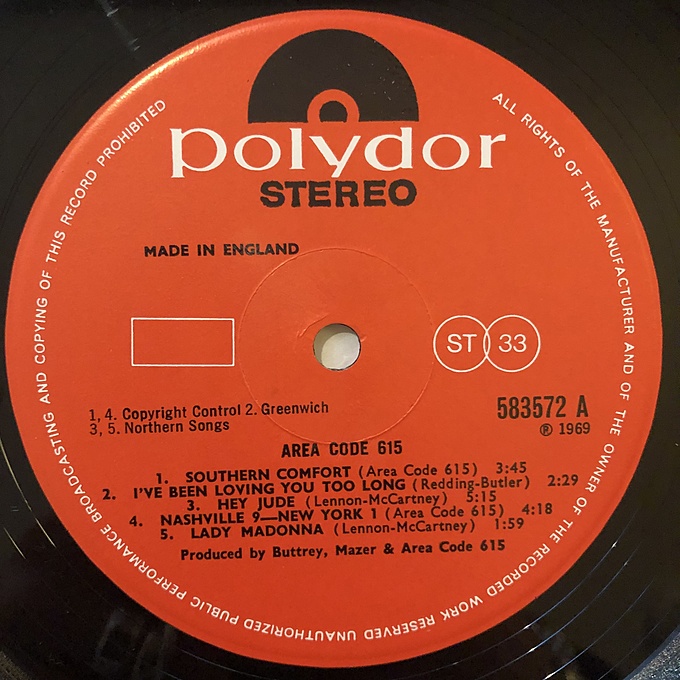 polydor
STEREO
MADE IN ENGLAND
ST 33
1, 4. Copyright Control 2. Greenwich
3, 5. Northern Songs
583572 A
℗ 1969
AREA CODE 615
1. SOUTHERN COMFORT (Area Code 615) 3:45
2. I'VE BEEN LOVING YOU TOO LONG (Redding-Butler) 2:29
3. HEY JUDE (Lennon-McCartney) 5:15
4. NASHVILLE 9—NEW YORK 1 (Area Code 615) 4:18
5. LADY MADONNA (Lennon-McCartney) 1:59
Produced by Buttrey, Mazer & Area Code 615
ALL RIGHTS OF THE MANUFACTURER AND OF THE OWNER OF THE RECORDED WORK RESERVED UNAUTHORIZED PUBLIC PERFORMANCE BROADCASTING AND COPYING OF THIS RECORD PROHIBITED